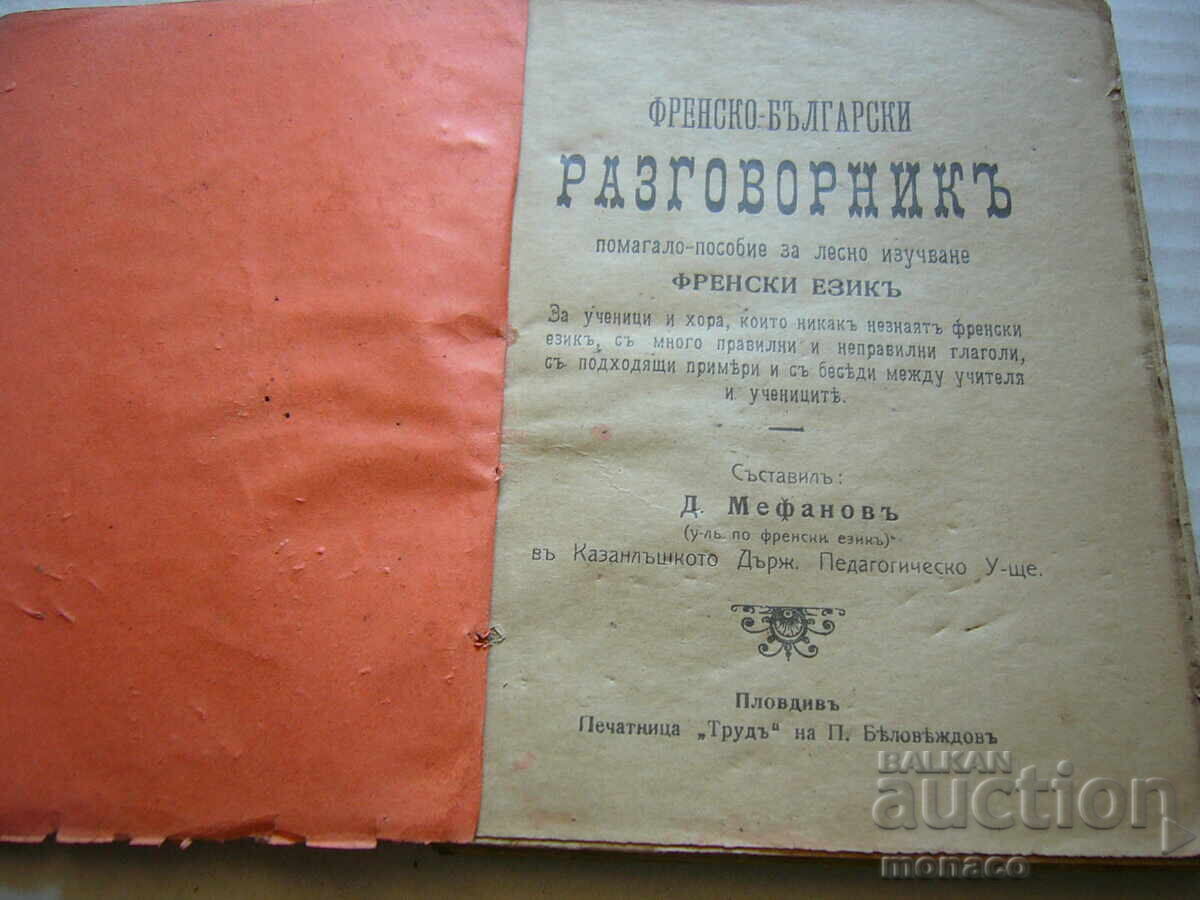 ФРЕНСКО-БЪЛГАРСКИ
РАЗГОВОРНИКЪ
помагало-пособие за лесно изучване
ФРЕНСКИ ЕЗИКЪ
За ученици и хора, които никакъ незнаятъ френски
езикъ, съ много правилни и неправилни глаголи,
съ подходящи примѣри и съ бесѣди между учителя
и ученицитѣ.
Съставилъ:
Д. Мефановъ
(у-ль по френски езикъ)
въ Казанлъшкото Държ. Педагогическо У-ще.
Пловдивъ
Печатница „Трудъ“ на П. Бѣловѣждовъ
BALKAN
auction
monaco